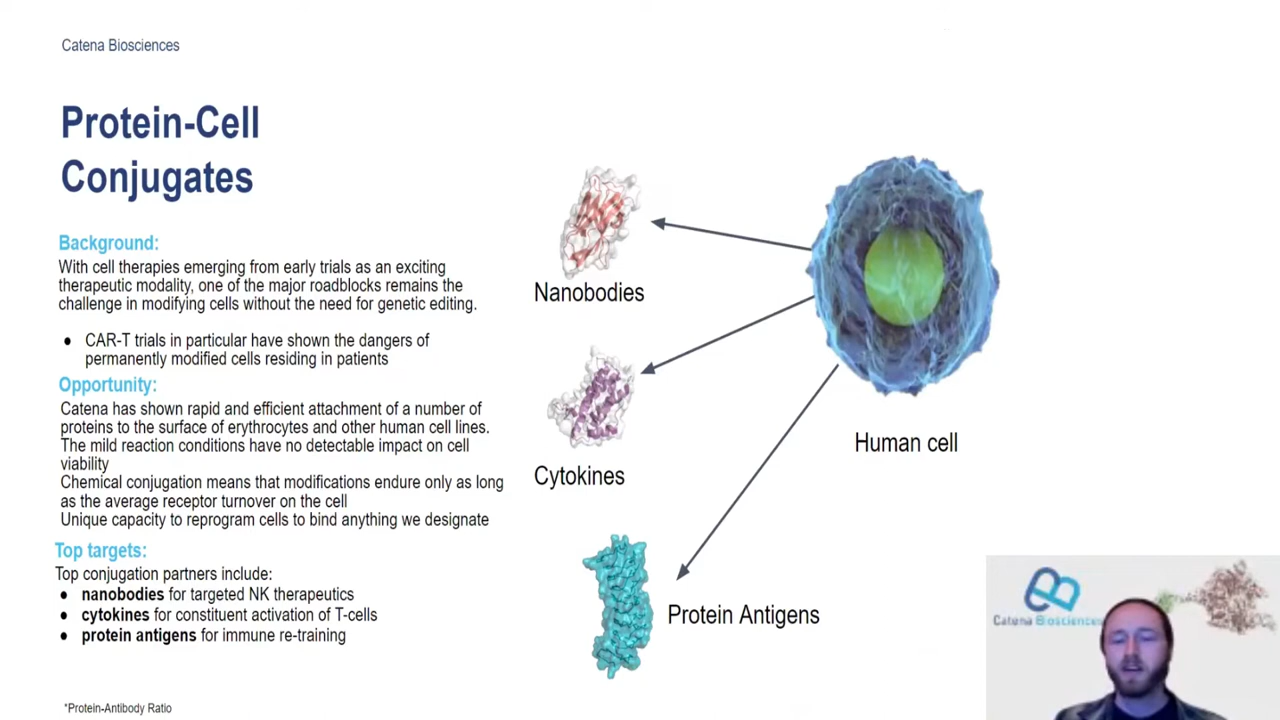 Catena Biosciences
Protein-Cell
Conjugates
Background:
With cell therapies emerging from early trials as an exciting
therapeutic modality, one of the major roadblocks remains the
challenge in modifying cells without the need for genetic editing.
● CAR-T trials in particular have shown the dangers of
permanently modified cells residing in patients
Opportunity:
Catena has shown rapid and efficient attachment of a number of
proteins to the surface of erythrocytes and other human cell lines.
The mild reaction conditions have no detectable impact on cell
viability
Chemical conjugation means that modifications endure only as long
as the average receptor turnover on the cell
Unique capacity to reprogram cells to bind anything we designate
Top targets:
Top conjugation partners include:
● nanobodies for targeted NK therapeutics
● cytokines for constituent activation of T-cells
● protein antigens for immune re-training
*Protein-Antibody Ratio
Nanobodies
Cytokines
Protein Antigens
Human cell
Catena Biosciences